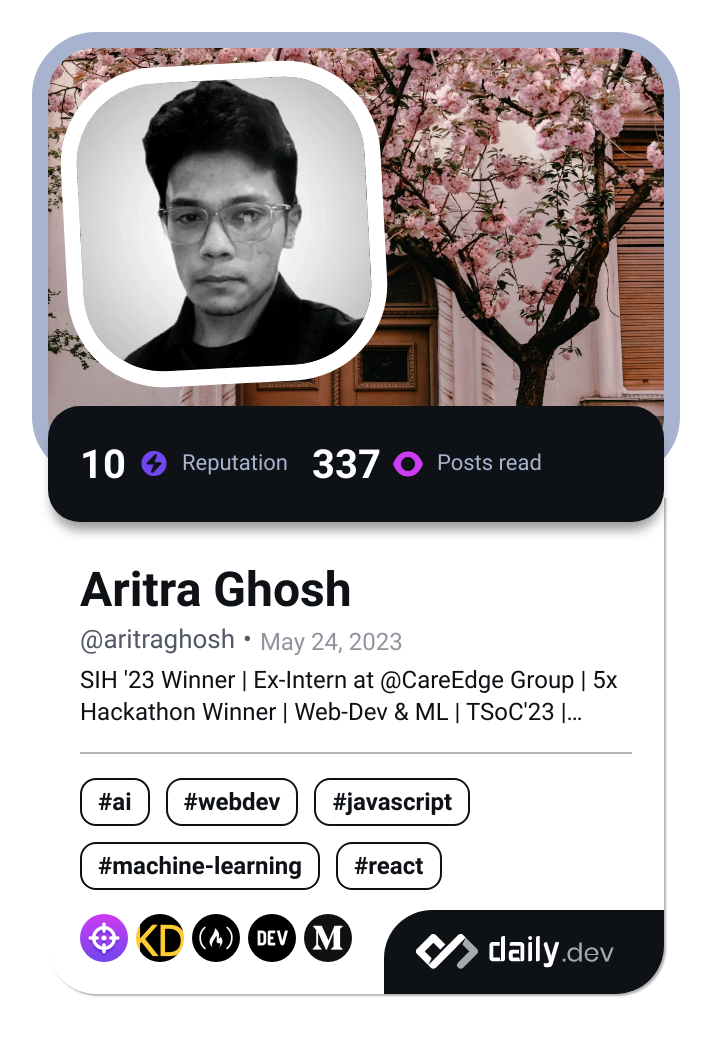 10 Reputation 337 Posts read
Aritra Ghosh
@aritraghosh • May 24, 2023
SIH '23 Winner | Ex-Intern at @CareEdge Group | 5x
Hackathon Winner | Web-Dev & ML | TSoC'23 |...
#ai #webdev #javascript
#machine-learning #react
KD DEV M daily.dev